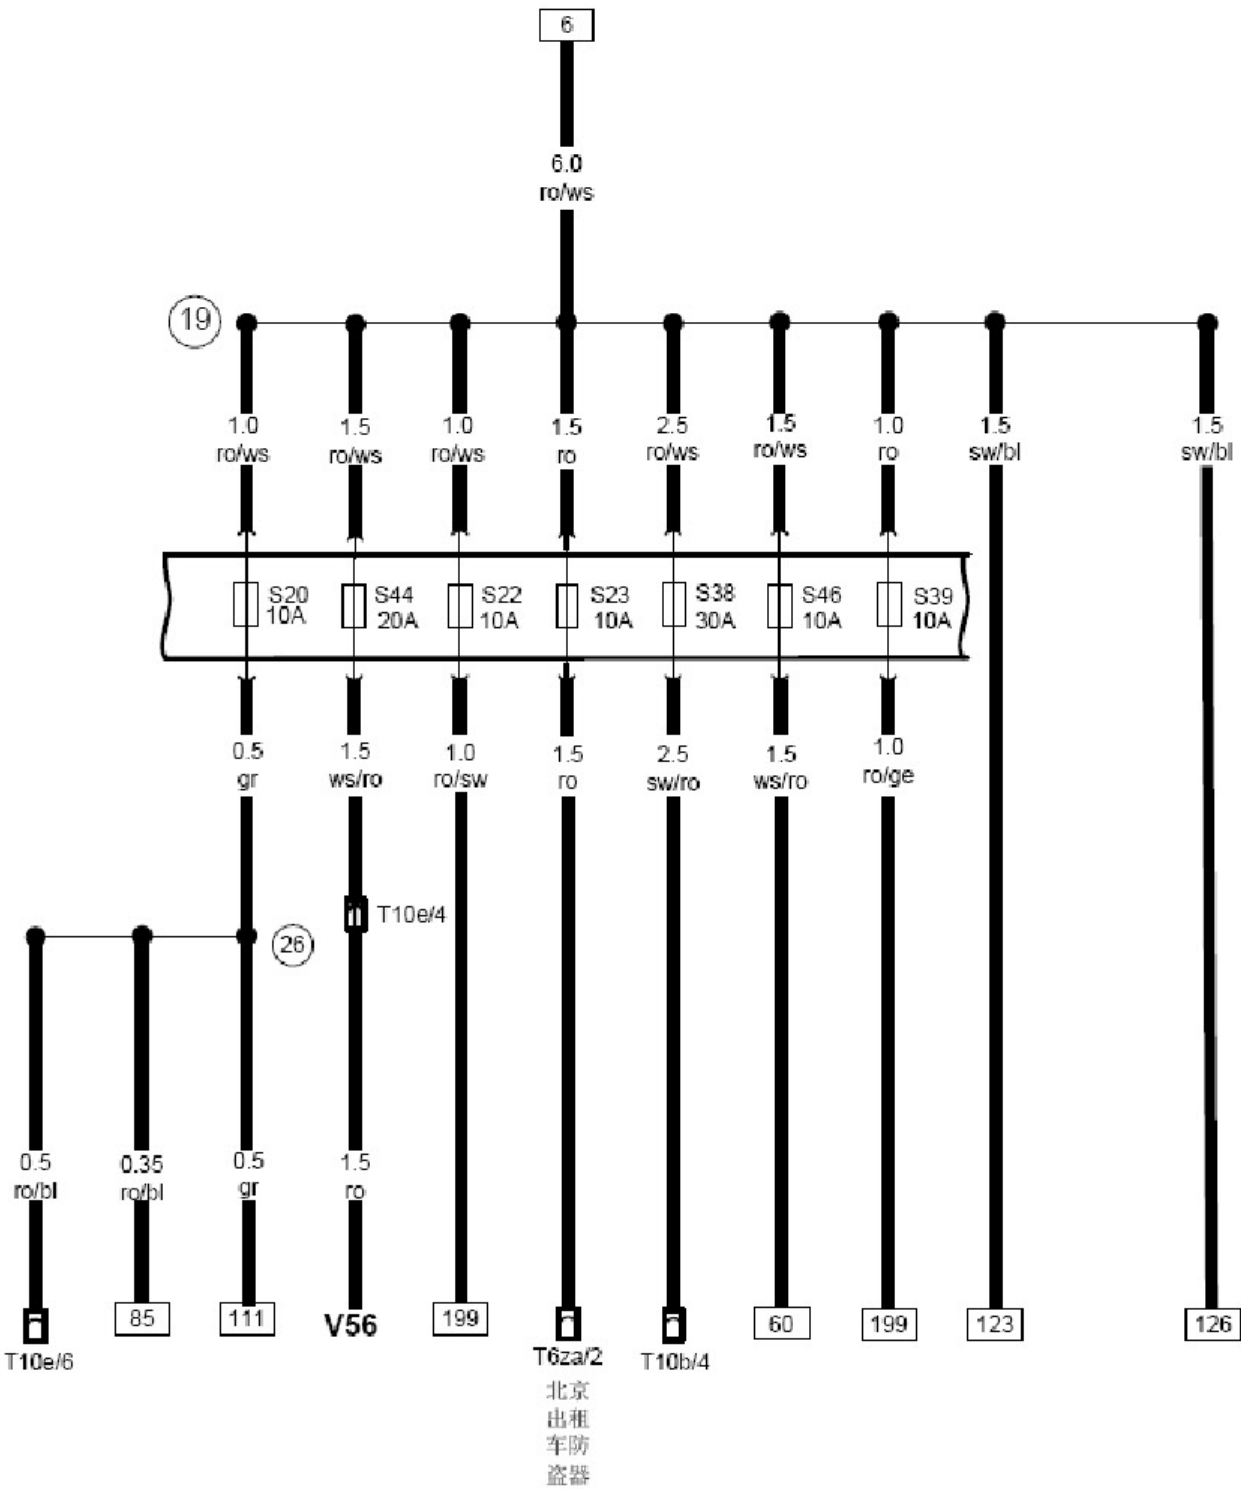 6
6.0
ro/ws
19
1.0
ro/ws
1.5
ro/ws
1.0
ro/ws
1.5
ro
2.5
ro/ws
1.5
ro/ws
1.0
ro
1.5
sw/bl
1.5
sw/bl
S20
10A
S44
20A
S22
10A
S23
10A
S38
30A
S46
10A
S39
10A
0.5
gr
1.5
ws/ro
1.0
ro/sw
1.5
ro
2.5
sw/ro
1.5
ws/ro
1.0
ro/ge
T10e/4
26
0.5
ro/bl
0.35
ro/bl
0.5
gr
1.5
ro
T10e/6
85
111
V56
199
T6za/2
北京
出租
车防
盗器
T10b/4
60
199
123
126